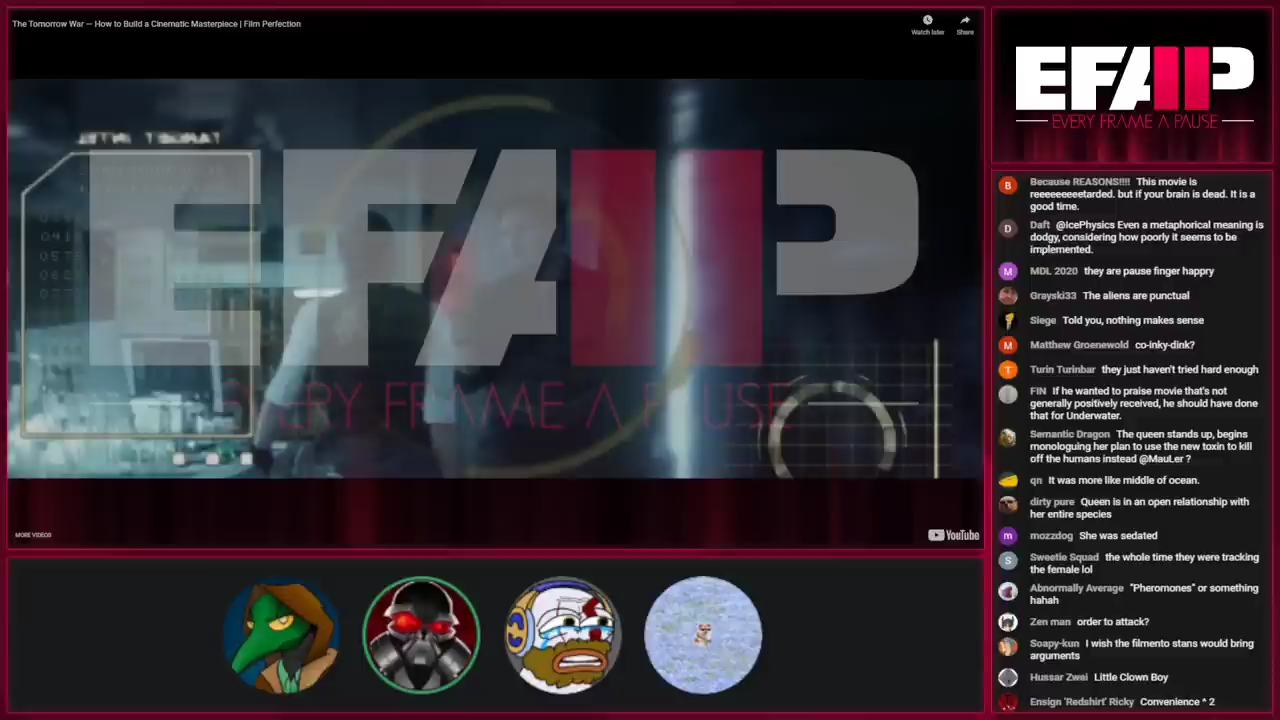 The Tomorrow War — How to Build a Cinematic Masterpiece | Film Perfection
Watch later
Share
EFAP
EVERY FRAME A PAUSE
MORE VIDEOS
YouTube
EFAP
EVERY FRAME A PAUSE
B
Because REASONS!!!! This movie is
reeeeeeeetarded. but if your brain is dead. It is a
good time.
D
Daft @IcePhysics Even a metaphorical meaning is
dodgy, considering how poorly it seems to be
implemented.
M
MDL 2020 they are pause finger happry
Grayski33 The aliens are punctual
Siege Told you, nothing makes sense
M
Matthew Groenewold co-inky-dink?
T
Turin Turinbar they just haven't tried hard enough
FIN If he wanted to praise movie that's not
generally positively received, he should have done
that for Underwater.
Semantic Dragon The queen stands up, begins
monologuing her plan to use the new toxin to kill
off the humans instead @MauLer ?
qn It was more like middle of ocean.
dirty pure Queen is in an open relationship with
her entire species
m
mozzdog She was sedated
S
Sweetie Squad the whole time they were tracking
the female lol
Abnormally Average "Pheromones" or something
hahah
Zen man order to attack?
Soapy-kun I wish the filmento stans would bring
arguments
Hussar Zwei Little Clown Boy
Ensign 'Redshirt' Ricky Convenience ^ 2